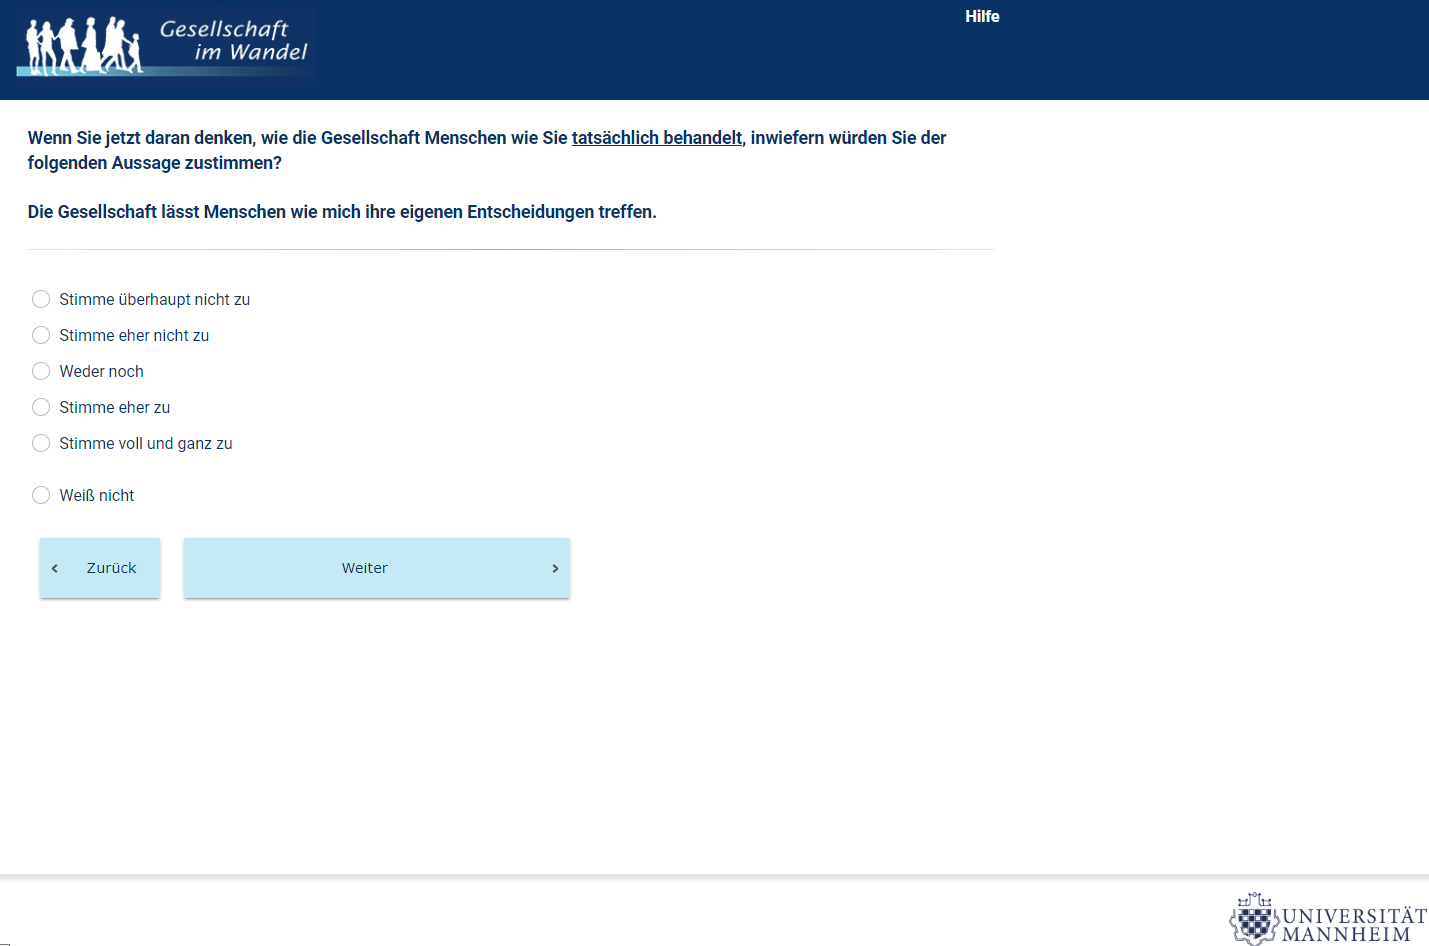 Gesellschaft
im Wandel
Hilfe
Wenn Sie jetzt daran denken, wie die Gesellschaft Menschen wie Sie tatsächlich behandelt, inwiefern würden Sie der
folgenden Aussage zustimmen?
Die Gesellschaft lässt Menschen wie mich ihre eigenen Entscheidungen treffen.
Stimme überhaupt nicht zu
Stimme eher nicht zu
Weder noch
Stimme eher zu
Stimme voll und ganz zu
Weiß nicht
‹ Zurück
Weiter ›
UNIVERSITÄT
MANNHEIM